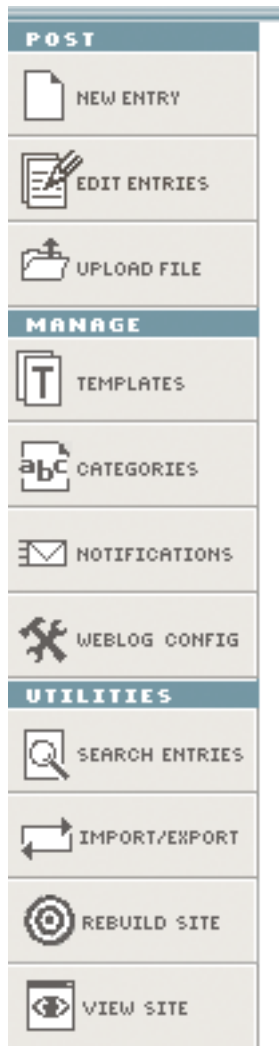 POST
NEW ENTRY
EDIT ENTRIES
UPLOAD FILE
MANAGE
T
TEMPLATES
abc
CATEGORIES
NOTIFICATIONS
WEBLOG CONFIG
UTILITIES
SEARCH ENTRIES
IMPORT/EXPORT
REBUILD SITE
VIEW SITE